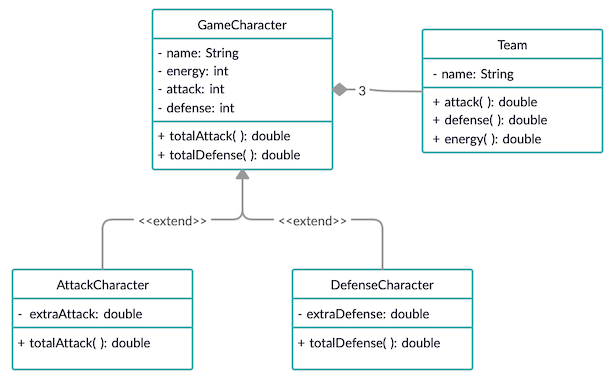 GameCharacter
- name: String
- energy: int
- attack: int
- defense: int
+ totalAttack( ): double
+ totalDefense( ): double
3
Team
- name: String
+ attack( ): double
+ defense( ): double
+ energy( ): double
<<extend>>
<<extend>>
AttackCharacter
- extraAttack: double
+ totalAttack( ): double
DefenseCharacter
- extraDefense: double
+ totalDefense( ): double